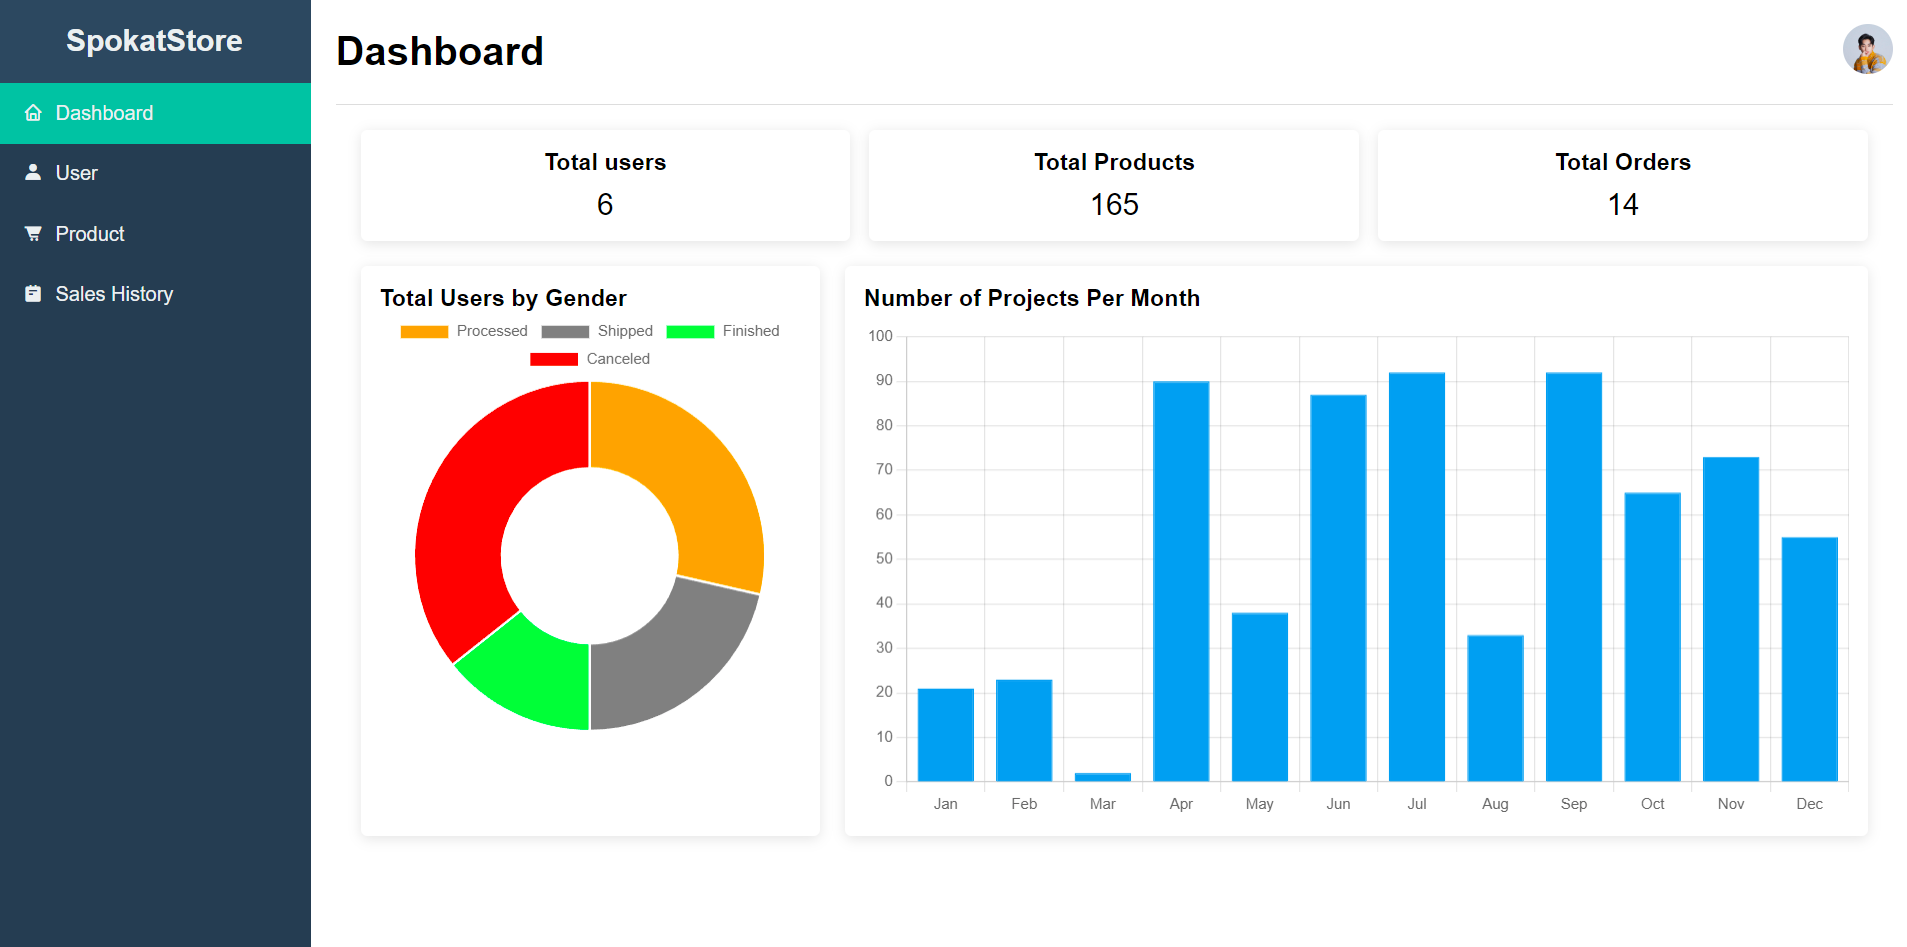 SpokatStore
Dashboard
User
Product
Sales History
Dashboard
Total users
6
Total Products
165
Total Orders
14
Total Users by Gender
Processed
Shipped
Finished
Canceled
Number of Projects Per Month
100
90
80
70
60
50
40
30
20
10
0
Jan Feb Mar Apr May Jun Jul Aug Sep Oct Nov Dec